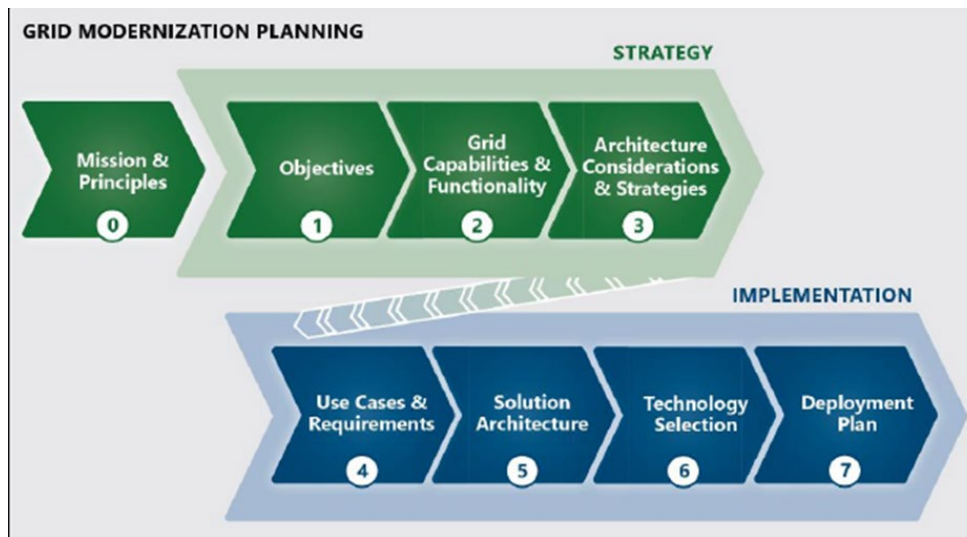 GRID MODERNIZATION PLANNING
STRATEGY
Mission &
Principles
0
Objectives
1
Grid
Capabilities &
Functionality
2
Architecture
Considerations
& Strategies
3
IMPLEMENTATION
Use Cases &
Requirements
4
Solution
Architecture
5
Technology
Selection
6
Deployment
Plan
7